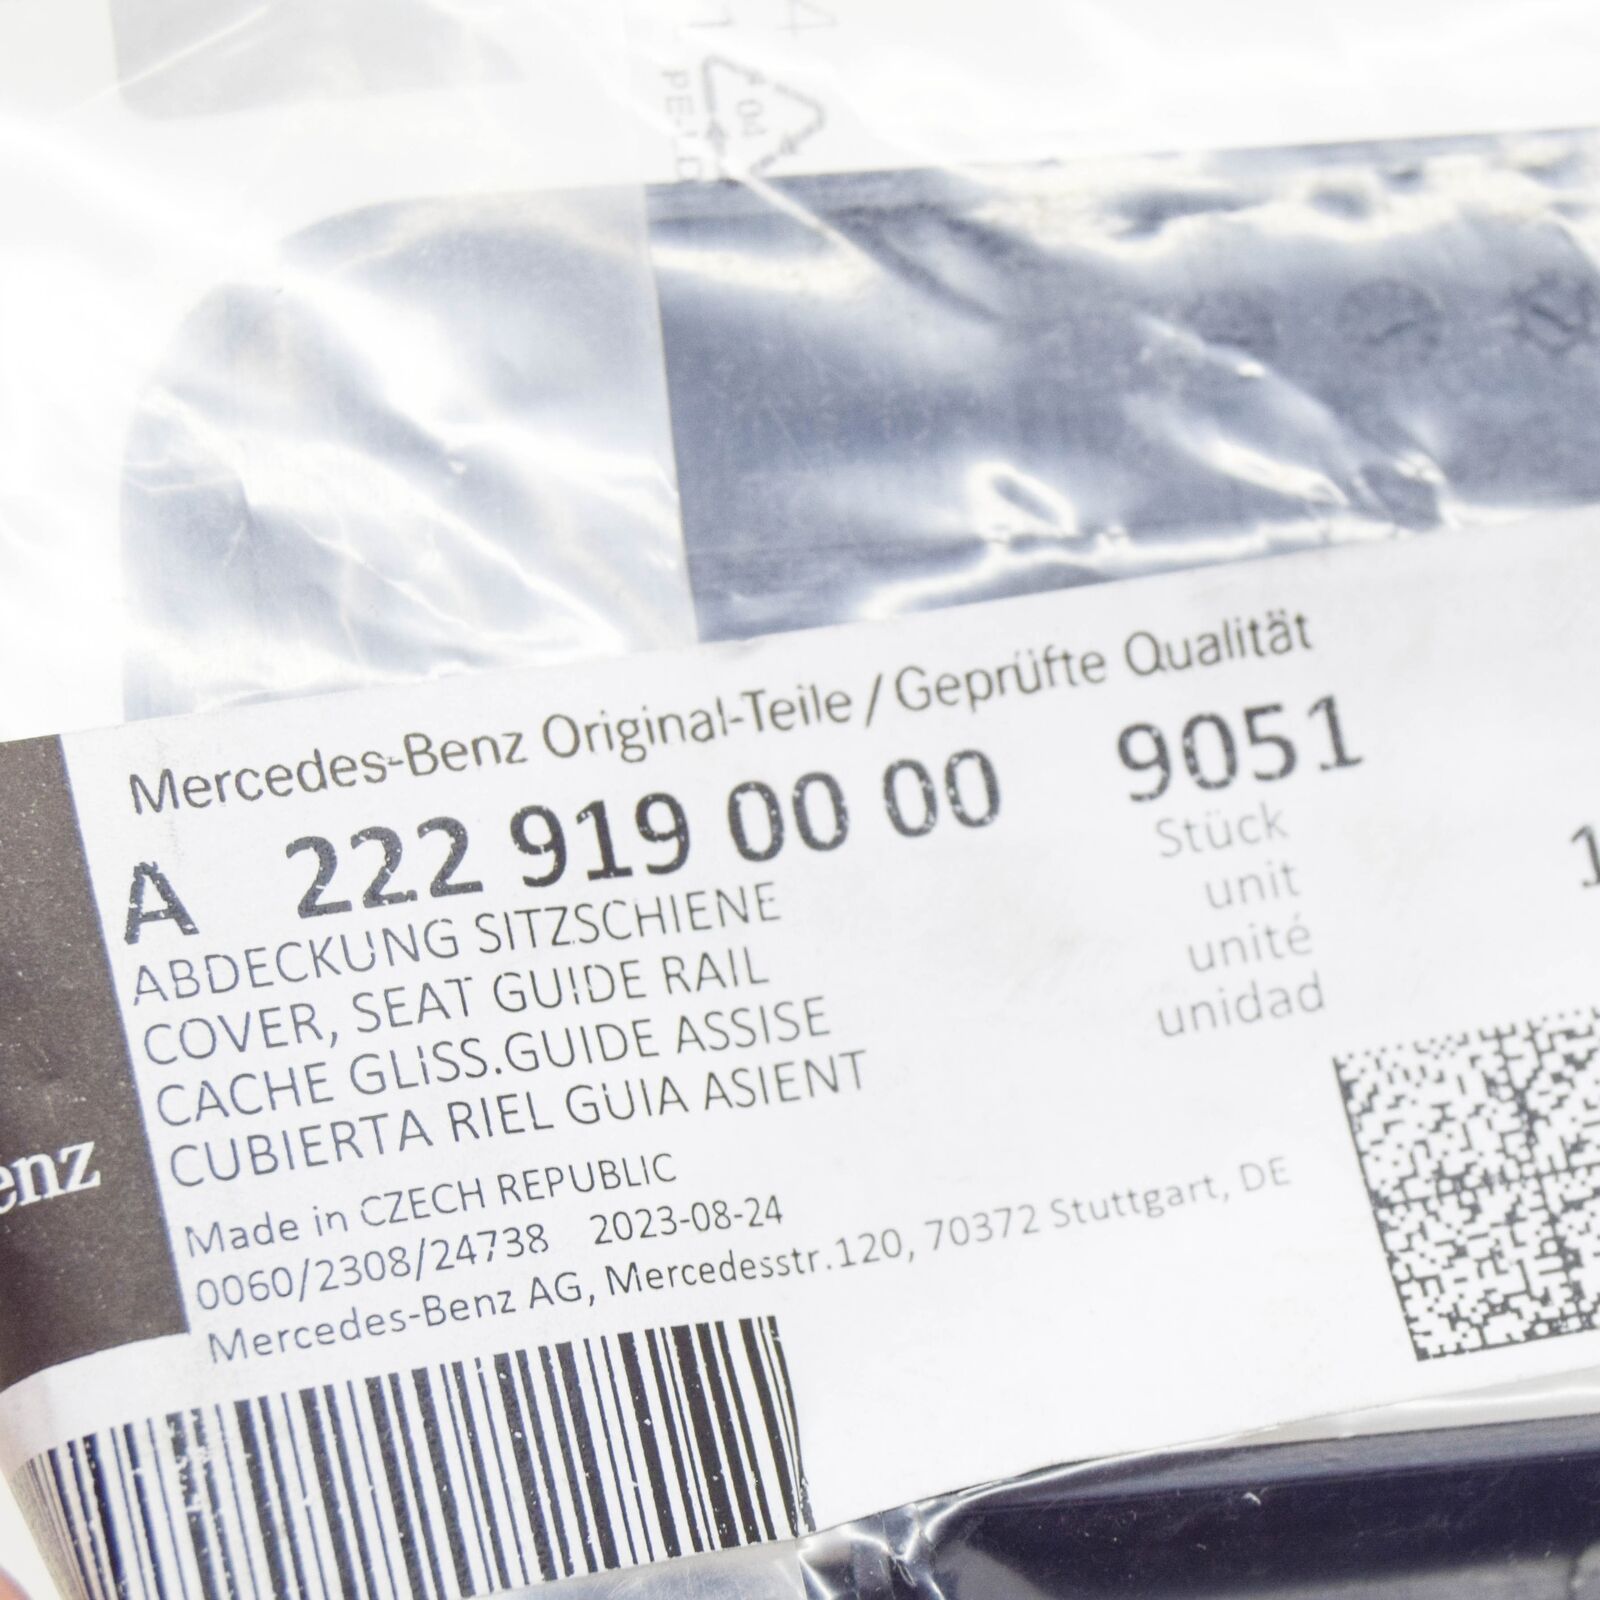 04
Mercedes-Benz Original-Teile / Geprüfte Qualität
A 222 919 00 00 9051
ABDECKUNG SITZSCHIENE
COVER, SEAT GUIDE RAIL
CACHE GLISS.GUIDE ASSISE
CUBIERTA RIEL GUIA ASIENT
Stück
unit
unité
unidad
1
Made in CZECH REPUBLIC
0060/2308/24738 2023-08-24
Mercedes-Benz AG, Mercedesstr.120, 70372 Stuttgart, DE
enz